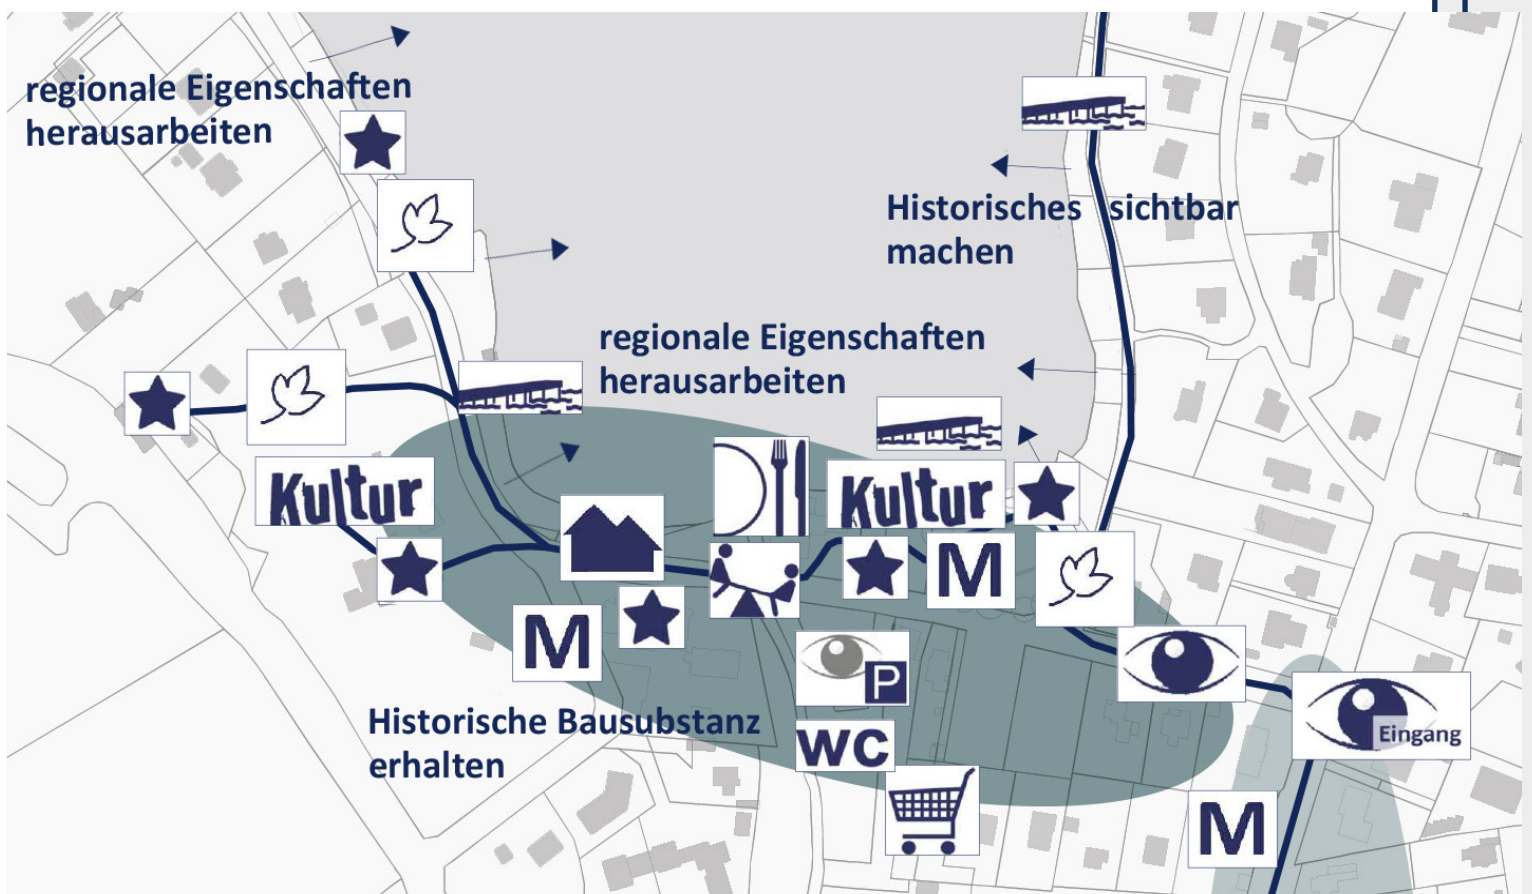 regionale Eigenschaften
herausarbeiten
Historisches sichtbar
machen
regionale Eigenschaften
herausarbeiten
Kultur
Kultur
M
M
P
Historische Bausubstanz
erhalten
WC
Eingang
M